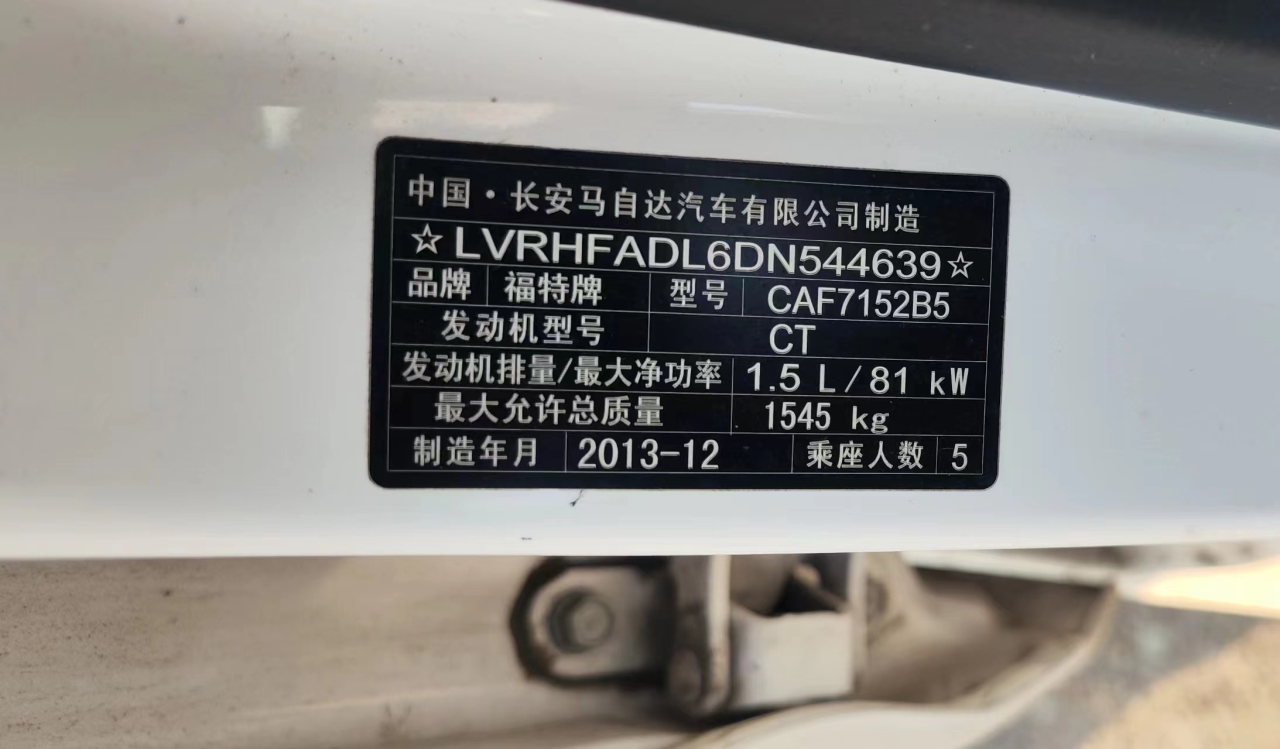 中国·长安马自达汽车有限公司制造
☆LVRHFADL6DN544639☆
品牌 福特牌 型号 CAF7152B5
发动机型号 CT
发动机排量/最大净功率 1.5 L/81 kW
最大允许总质量 1545 kg
制造年月 2013-12 乘座人数 5